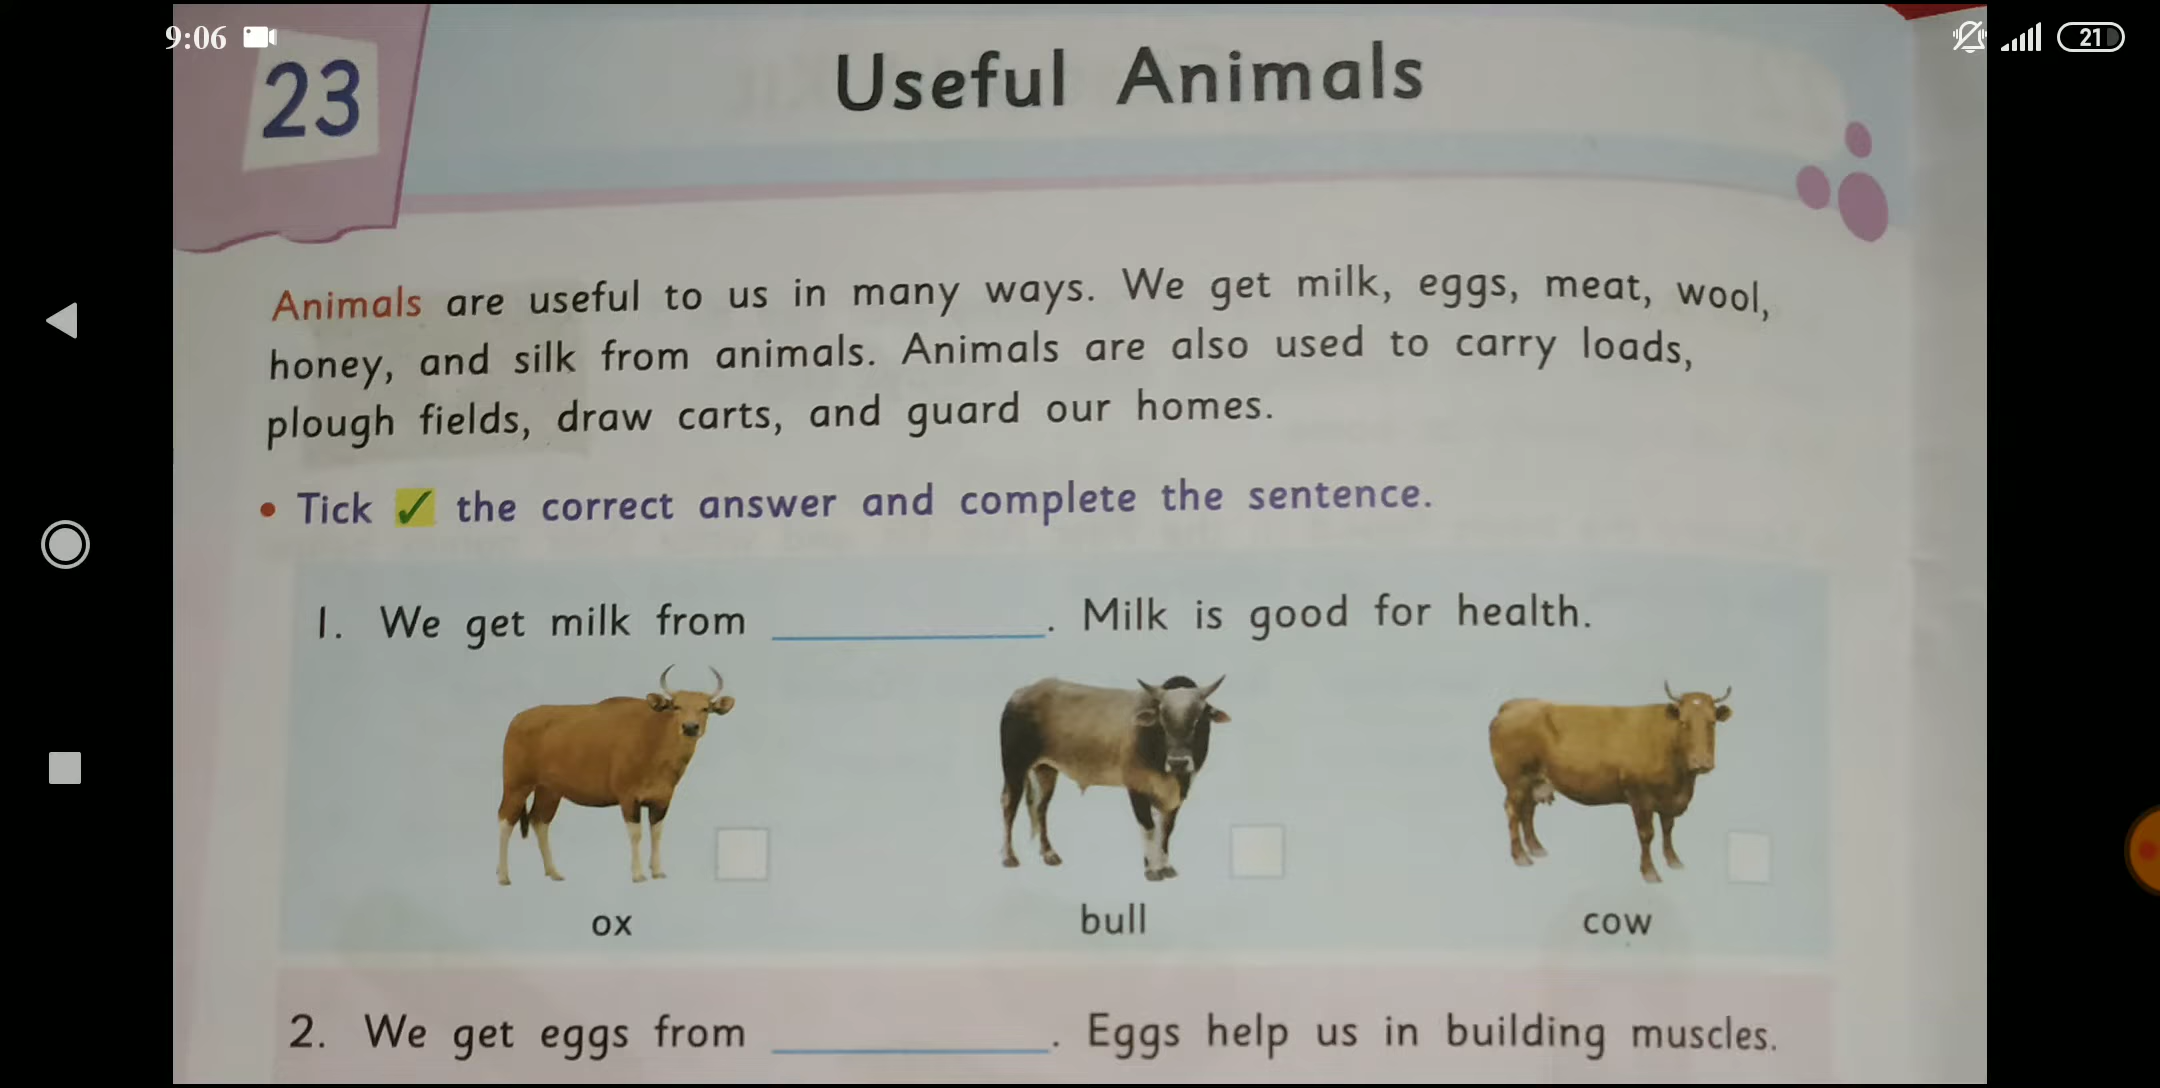 9:06
21
23
Useful Animals
Animals are useful to us in many ways. We get milk, eggs, meat, wool,
honey, and silk from animals. Animals are also used to carry loads,
plough fields, draw carts, and guard our homes.
• Tick ✓ the correct answer and complete the sentence.
1. We get milk from __________. Milk is good for health.
ox
bull
cow
2. We get eggs from __________. Eggs help us in building muscles.